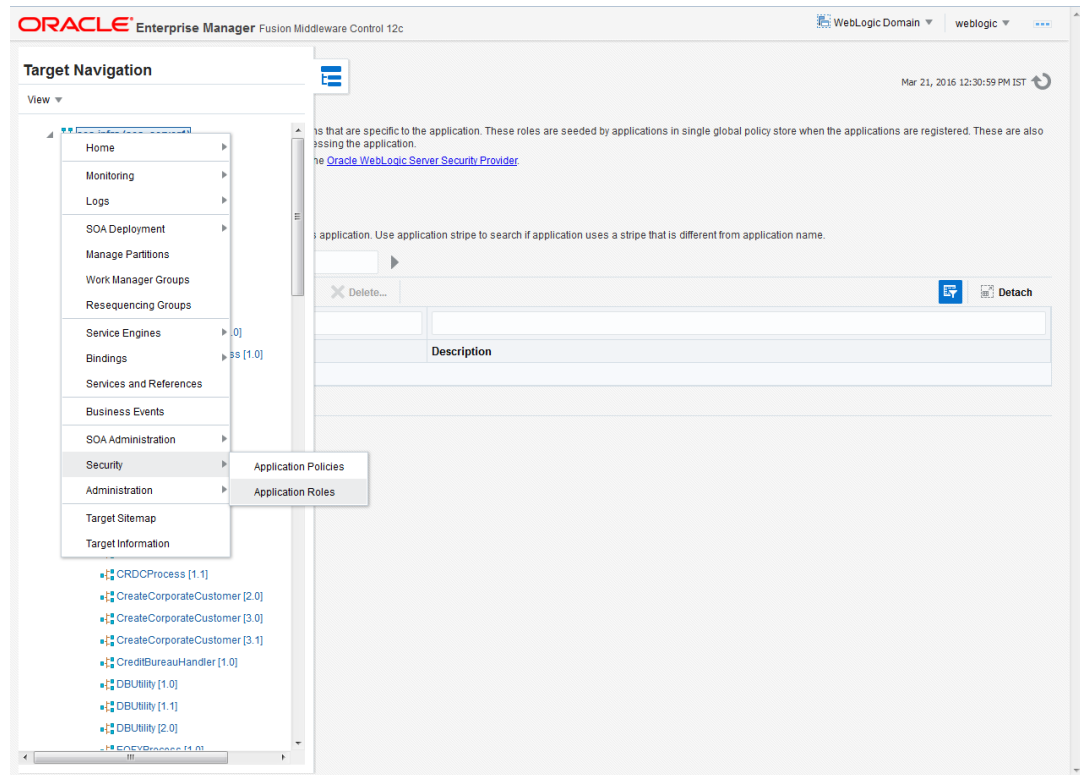 ORACLE Enterprise Manager Fusion Middleware Control 12c
WebLogic Domain
weblogic
Target Navigation
View
Mar 21, 2016 12:30:59 PM IST
ns that are specific to the application. These roles are seeded by applications in single global policy store when the applications are registered. These are also
essing the application.
he Oracle WebLogic Server Security Provider.
s application. Use application stripe to search if application uses a stripe that is different from application name.
Delete...
Detach
Description
Home
Monitoring
Logs
SOA Deployment
Manage Partitions
Work Manager Groups
Resequencing Groups
Service Engines
.0]
Bindings
ss [1.0]
Services and References
Business Events
SOA Administration
Security
Application Policies
Administration
Application Roles
Target Sitemap
Target Information
CRDCProcess [1.1]
CreateCorporateCustomer [2.0]
CreateCorporateCustomer [3.0]
CreateCorporateCustomer [3.1]
CreditBureauHandler [1.0]
DBUtility [1.0]
DBUtility [1.1]
DBUtility [2.0]